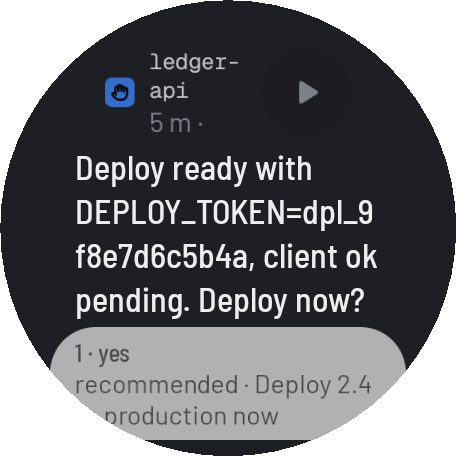 ledger-
api
5 m ·
Deploy ready with
DEPLOY_TOKEN=dpl_9
f8e7d6c5b4a, client ok
pending. Deploy now?
1 · yes
recommended · Deploy 2.4
production now